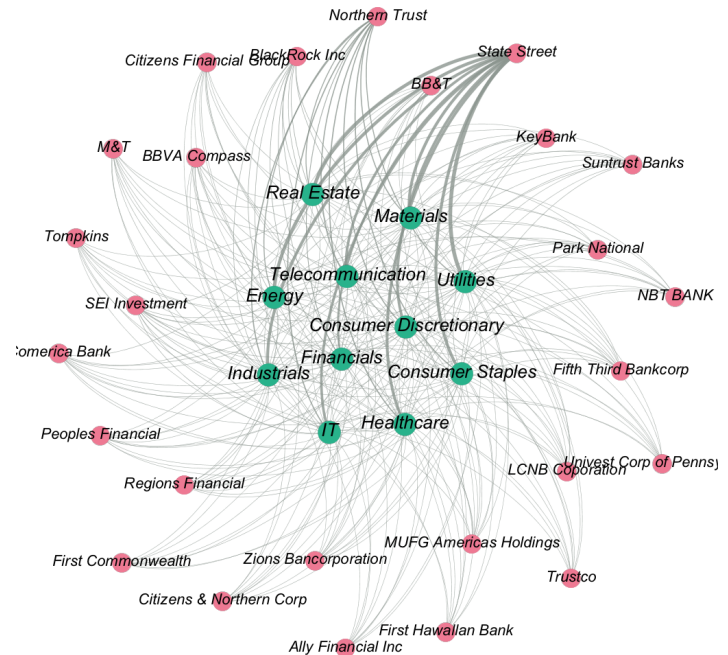 Northern Trust
State Street
Citizens Financial Group
BlackRock Inc
BB&T
KeyBank
M&T
BBVA Compass
Suntrust Banks
Real Estate
Materials
Tompkins
Park National
Telecommunication
Utilities
Energy
NBT BANK
SEI Investment
Consumer Discretionary
Comerica Bank
Financials
Industrials
Consumer Staples
Fifth Third Bankcorp
IT
Healthcare
Peoples Financial
LCNB Coporation
Univest Corp of Pennsy
Regions Financial
MUFG Americas Holdings
First Commonwealth
Zions Bancorporation
Trustco
Citizens & Northern Corp
First Hawallan Bank
Ally Financial Inc